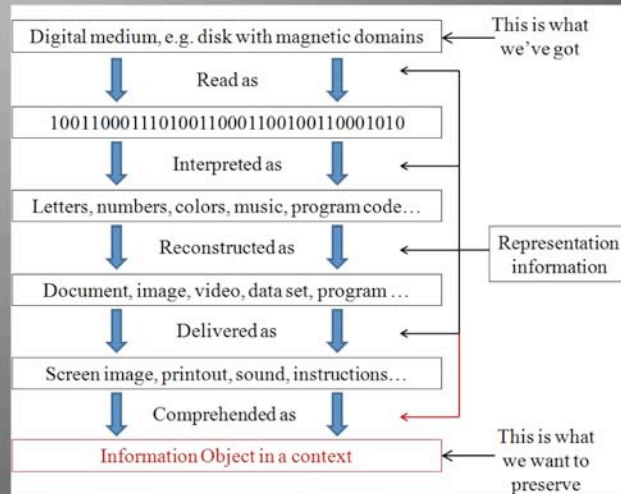 Digital medium, e.g. disk with magnetic domains
This is what
we've got
Read as
1001100011101001100011001001100010​10
Interpreted as
Letters, numbers, colors, music, program code…
Reconstructed as
Representation
information
Document, image, video, data set, program …
Delivered as
Screen image, printout, sound, instructions…
Comprehended as
Information Object in a context
This is what
we want to
preserve